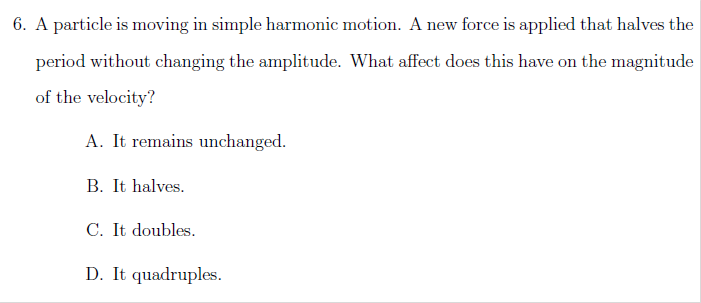 6. A particle is moving in simple harmonic motion. A new force is applied that halves the
period without changing the amplitude. What affect does this have on the magnitude
of the velocity?
A. It remains unchanged.
B. It halves.
C. It doubles.
D. It quadruples.